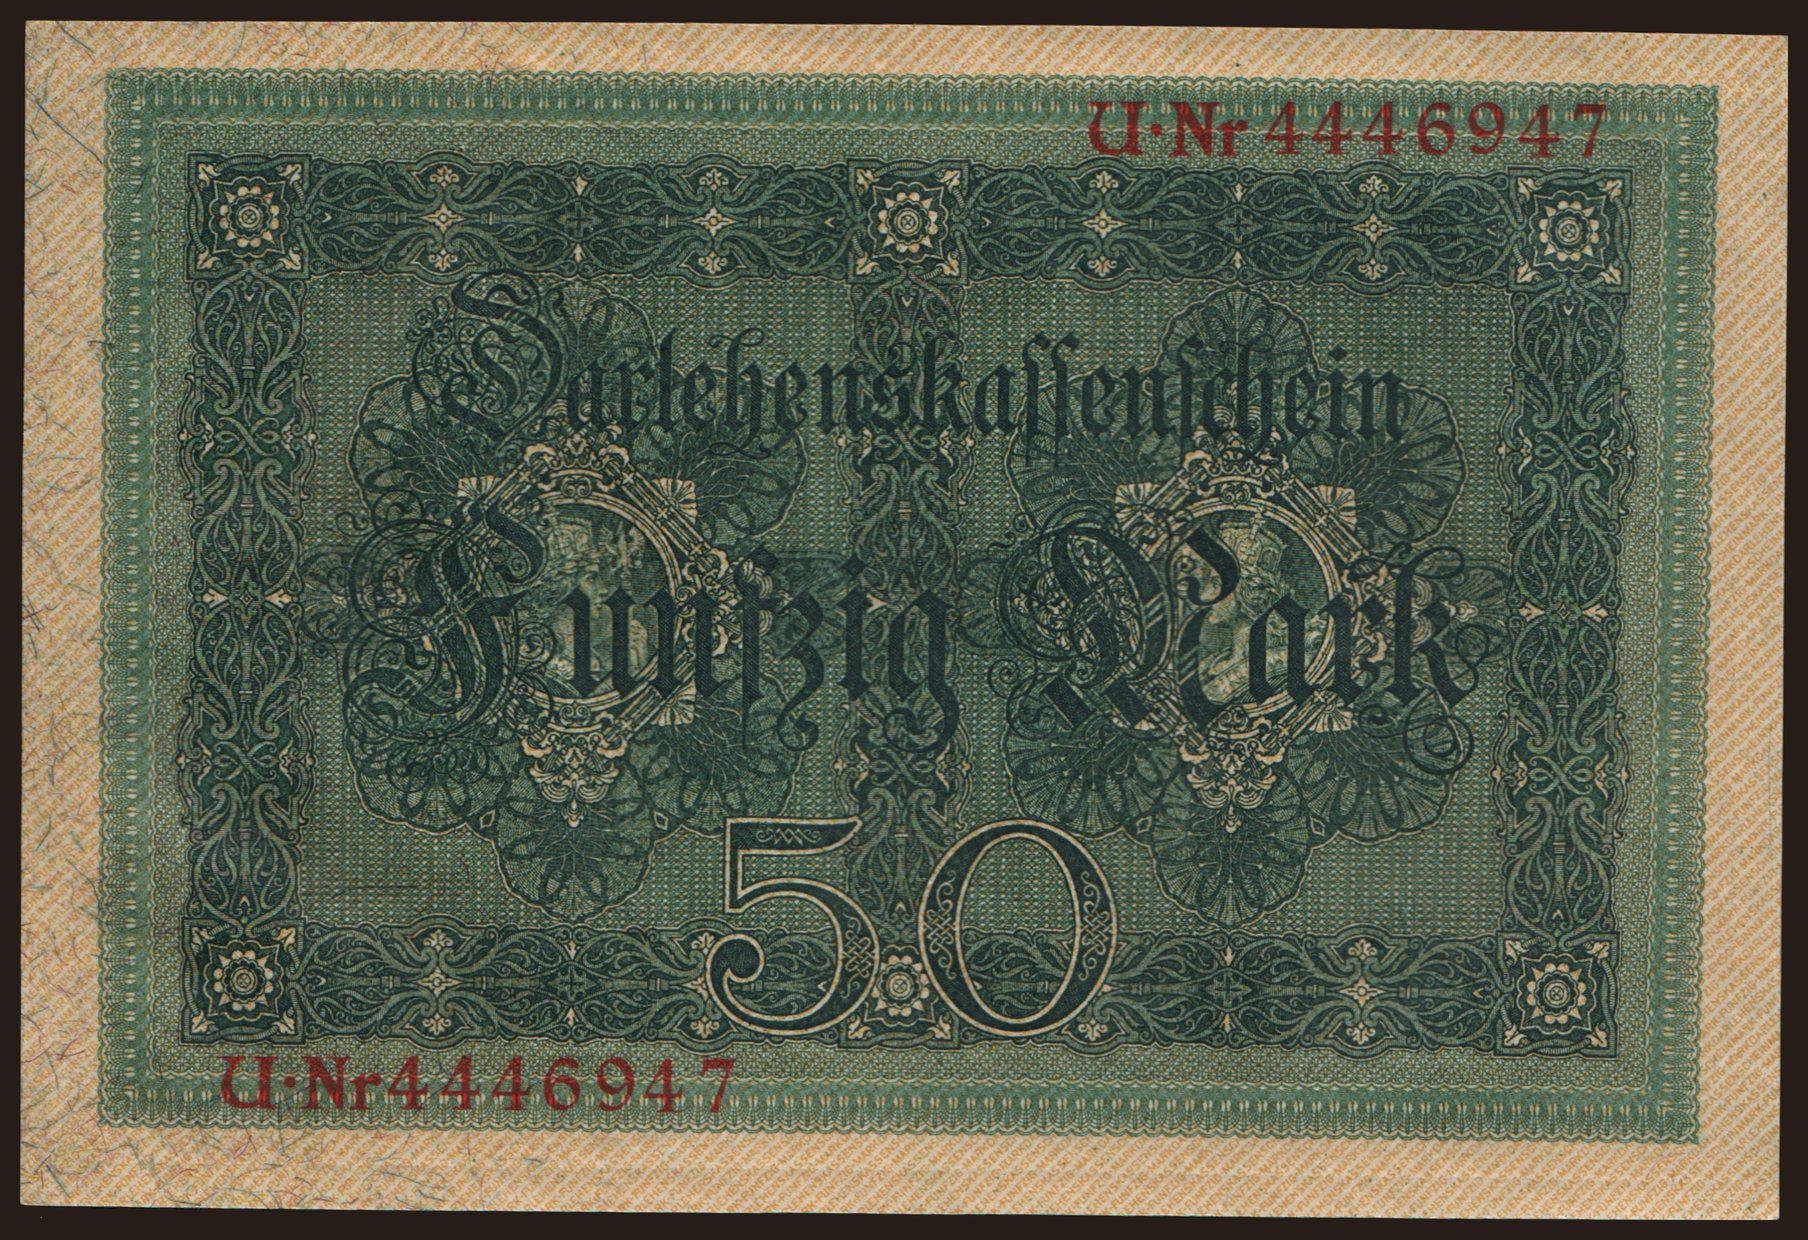 U·Nr 4446947
Darlehenskassenschein
Fünfzig Mark
50
U·Nr 4446947